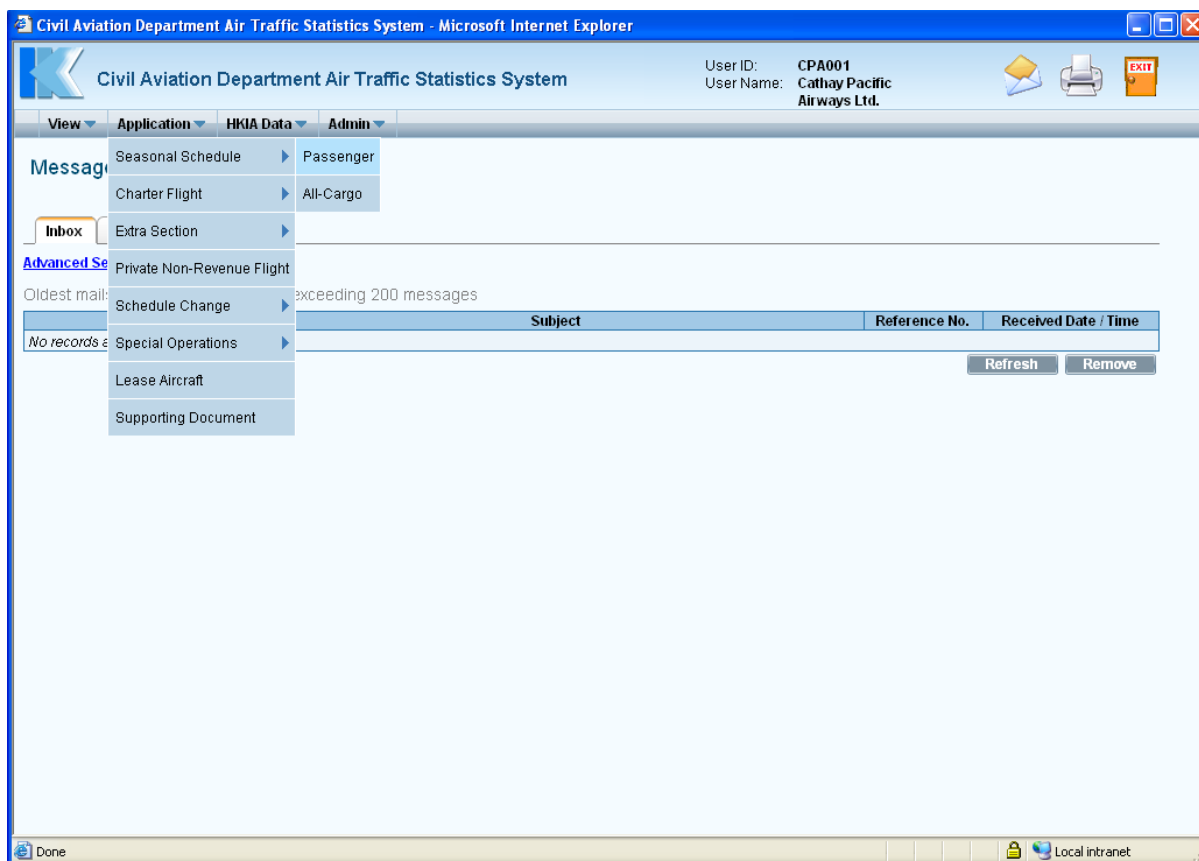 Civil Aviation Department Air Traffic Statistics System - Microsoft Internet Explorer
Civil Aviation Department Air Traffic Statistics System
User ID: CPA001
User Name: Cathay Pacific
Airways Ltd.
EXIT
View Application HKIA Data Admin
Seasonal Schedule Passenger
Messag
Charter Flight All-Cargo
Inbox Extra Section
Advanced Se
Private Non-Revenue Flight
Oldest mail exceeding 200 messages
Schedule Change
Subject Reference No. Received Date / Time
No records a
Special Operations
Refresh Remove
Lease Aircraft
Supporting Document
Done Local intranet